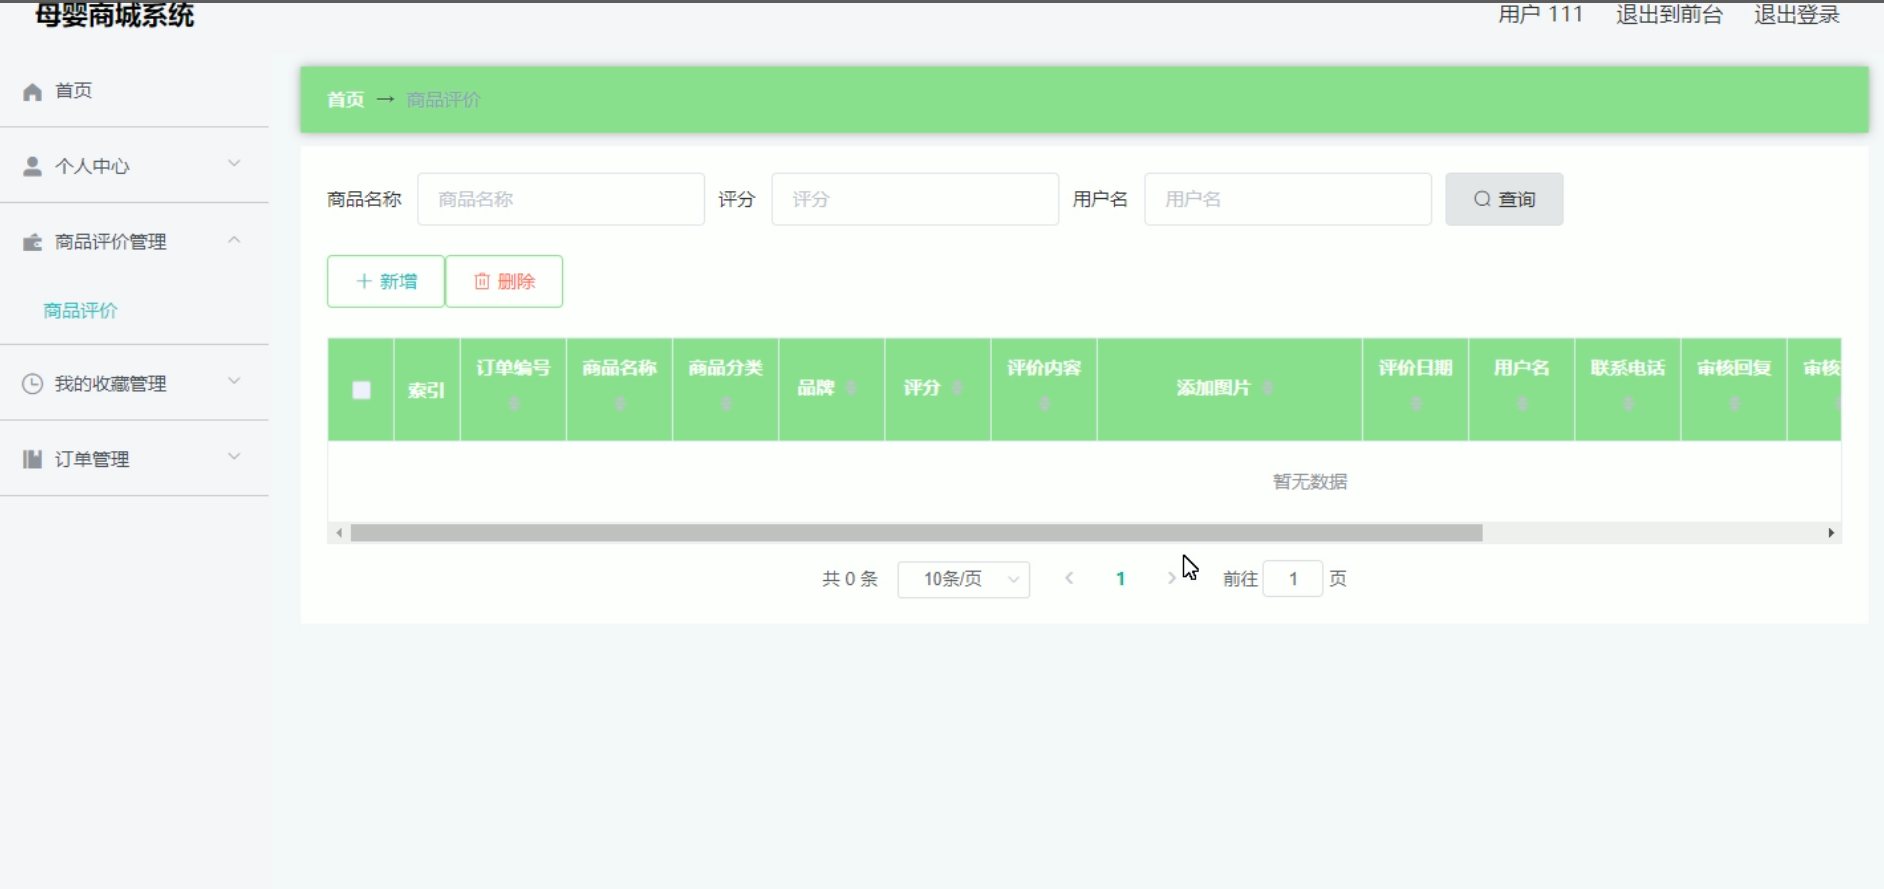 母婴商城系统
用户 111 退出到前台 退出登录
首页
个人中心
商品评价管理
商品评价
我的收藏管理
订单管理
首页 → 商品评价
商品名称 商品名称 评分 评分 用户名 用户名 查询
新增 删除
索引 订单编号 商品名称 商品分类 品牌 评分 评价内容 添加图片 评价日期 用户名 联系电话 审核回复 审核
暂无数据
共 0 条 10条/页 1 前往 1 页